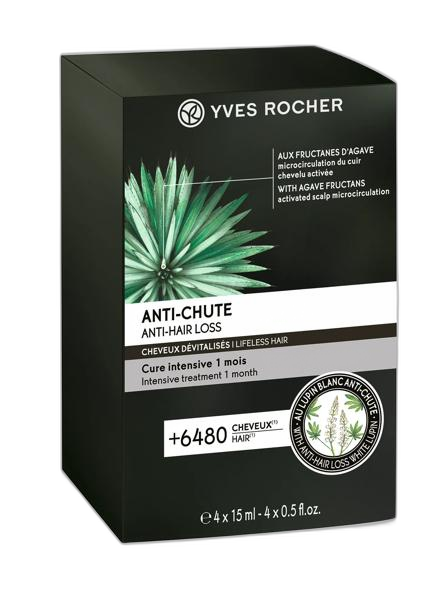 YVES ROCHER
AUX FRUCTANES D'AGAVE
microcirculation du cuir
chevelu activée
WITH AGAVE FRUCTANS
activated scalp microcirculation
ANTI-CHUTE
ANTI-HAIR LOSS
CHEVEUX DÉVITALISÉS | LIFELESS HAIR
Cure intensive 1 mois
Intensive treatment 1 month
+6480 CHEVEUX(1)
HAIR(1)
· AU LUPIN BLANC ANTI-CHUTE ·
WITH ANTI-HAIR LOSS WHITE LUPIN
℮ 4 x 15 ml - 4 x 0.5 fl.oz.